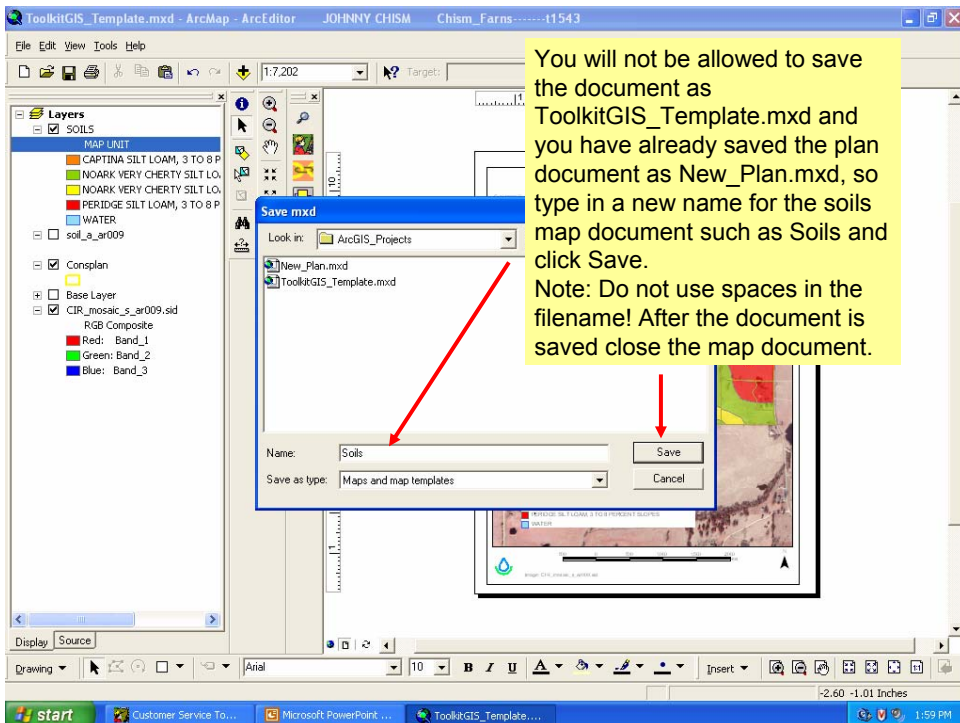 ToolkitGIS_Template.mxd - ArcMap - ArcEditor JOHNNY CHISM Chism_Farns-------t1543
File Edit View Tools Help
1:7,202
Target:
You will not be allowed to save
the document as
ToolkitGIS_Template.mxd and
you have already saved the plan
document as New_Plan.mxd, so
type in a new name for the soils
map document such as Soils and
click Save.
Note: Do not use spaces in the
filename! After the document is
saved close the map document.
Layers
SOILS
MAP UNIT
CAPTINA SILT LOAM, 3 TO 8 P
NOARK VERY CHERTY SILT LO
NOARK VERY CHERTY SILT LO
PERIDGE SILT LOAM, 3 TO 8 P
WATER
soil_a_ar009
Consplan
Base Layer
CIR_mosaic_s_ar009.sid
RGB Composite
Red: Band_1
Green: Band_2
Blue: Band_3
Save mxd
Look in: ArcGIS_Projects
New_Plan.mxd
ToolkitGIS_Template.mxd
Name: Soils Save
Save as type: Maps and map templates Cancel
PERIDGE SILT LOAM, 3 TO 8 PERCENT SLOPES
WATER
Display Source
Drawing Arial 10 B I U A Insert
-2.60 -1.01 Inches
start Customer Service To... Microsoft PowerPoint ... ToolkitGIS_Template.... 1:59 PM